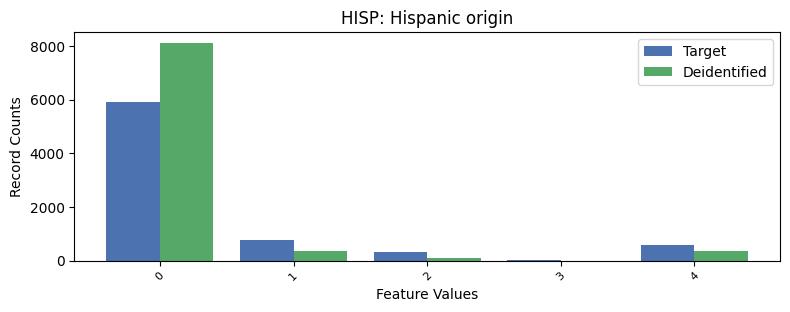 HISP: Hispanic origin
Target
Deidentified
Record Counts
8000
6000
4000
2000
0
0 1 2 3 4
Feature Values